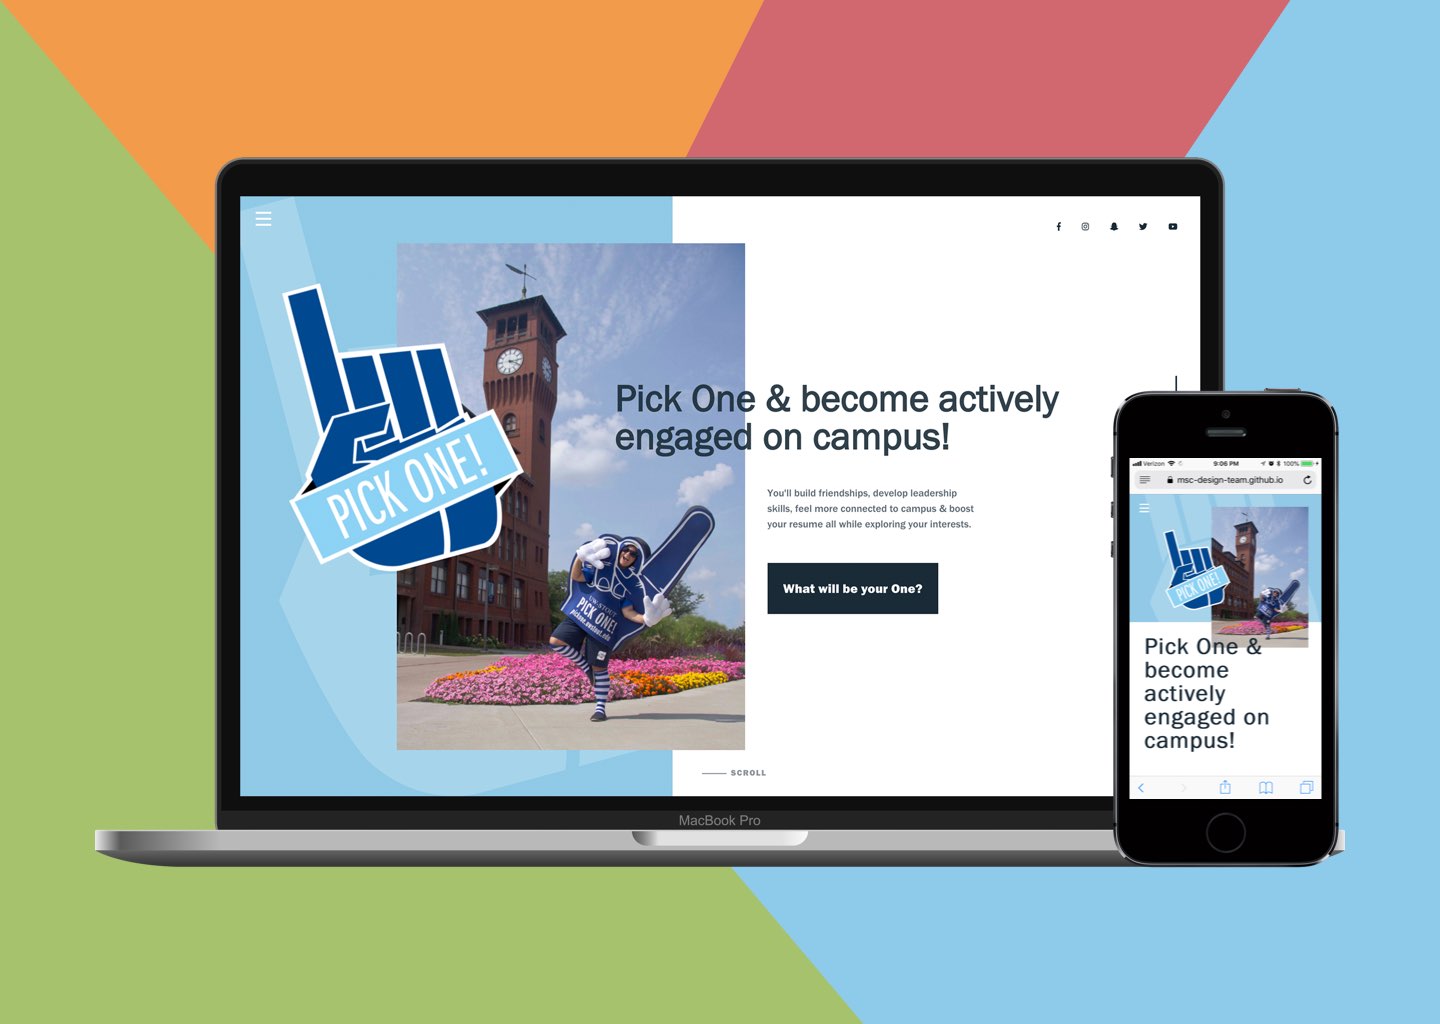 PICK ONE!
Pick One & become actively
engaged on campus!
You'll build friendships, develop leadership
skills, feel more connected to campus & boost
your resume all while exploring your interests.
What will be your One?
UW-STOUT
PICK ONE!
pickone.uwstout.edu
SCROLL
MacBook Pro
Verizon 9:06 PM 100%
msc-design-team.github.io
PICK ONE!
Pick One &
become
actively
engaged on
campus!